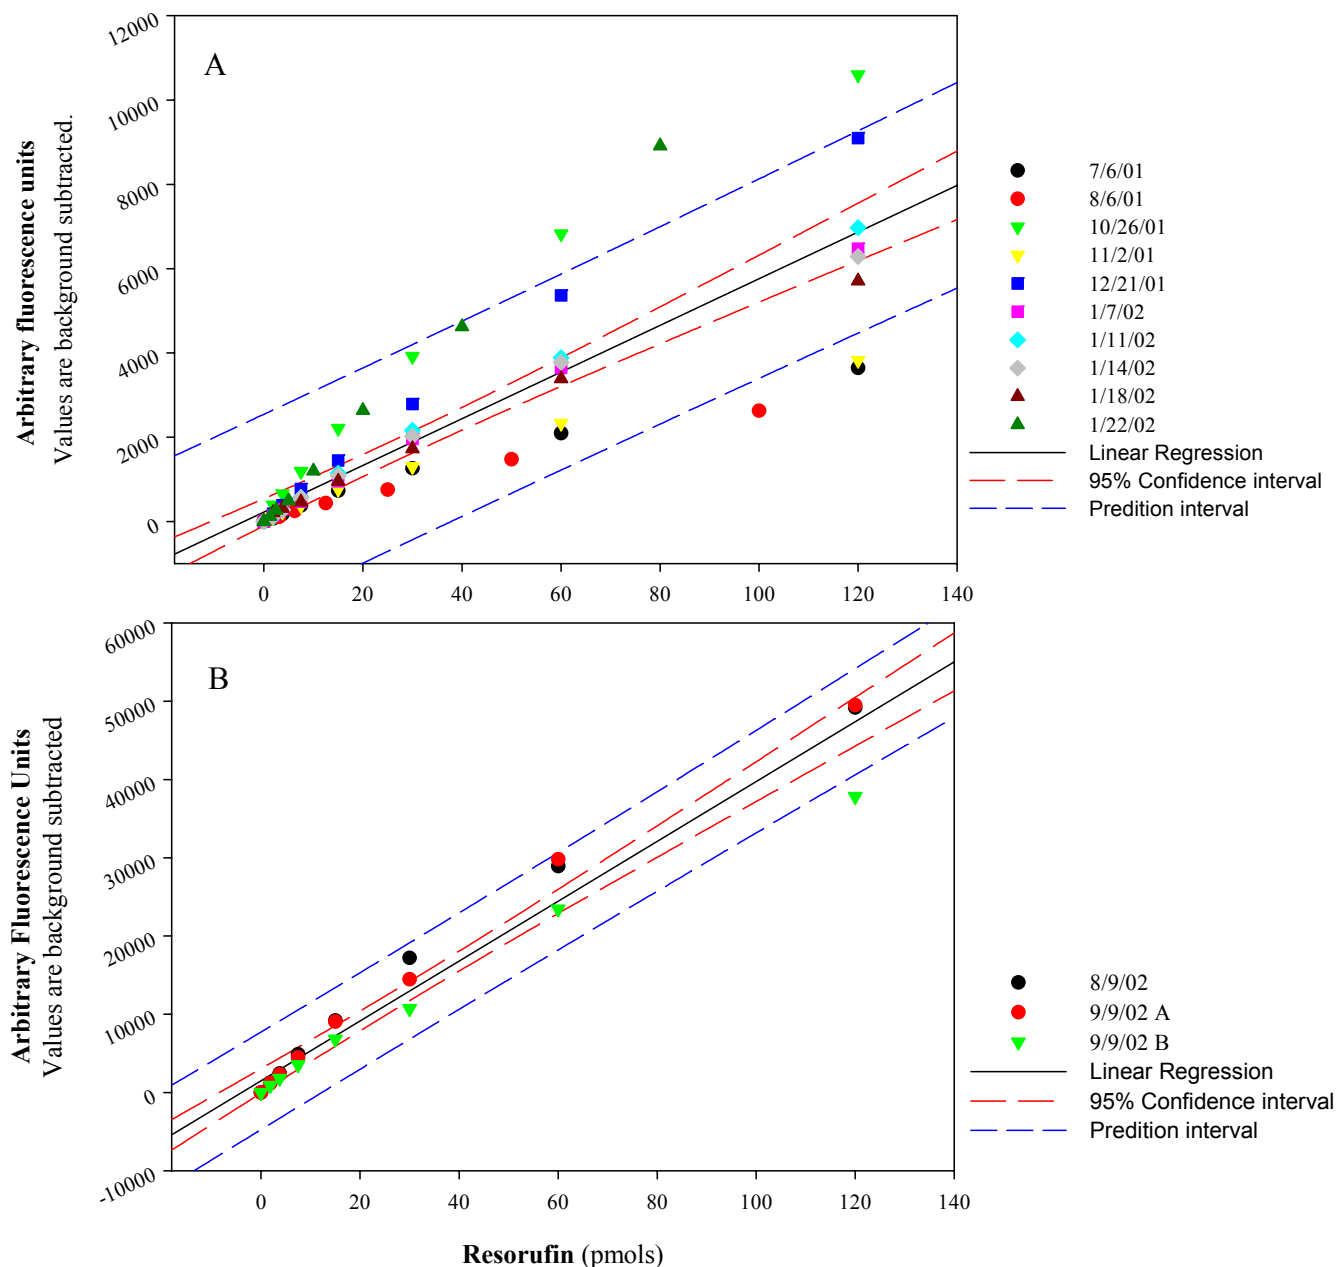 12000
10000
8000
6000
4000
2000
0
Arbitrary fluorescence units
Values are background subtracted.
A
0 20 40 60 80 100 120 140
7/6/01
8/6/01
10/26/01
11/2/01
12/21/01
1/7/02
1/11/02
1/14/02
1/18/02
1/22/02
Linear Regression
95% Confidence interval
Predition interval
60000
50000
40000
30000
20000
10000
0
-10000
Arbitrary Fluorescence Units
Values are background subtracted
B
0 20 40 60 80 100 120 140
8/9/02
9/9/02 A
9/9/02 B
Linear Regression
95% Confidence interval
Predition interval
Resorufin (pmols)